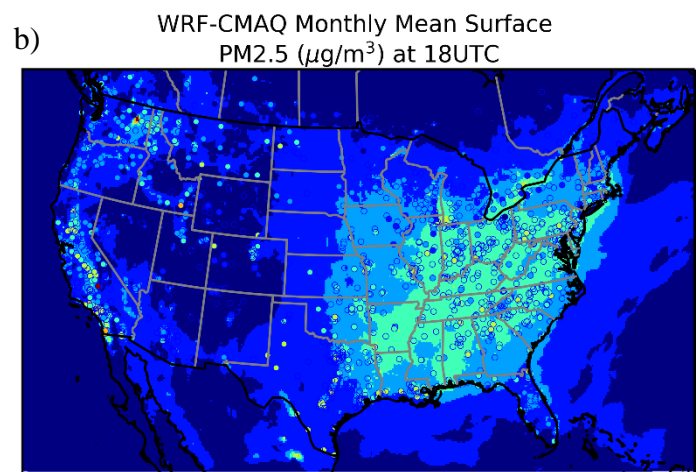 b)
WRF-CMAQ Monthly Mean Surface
PM2.5 (μg/m³) at 18UTC